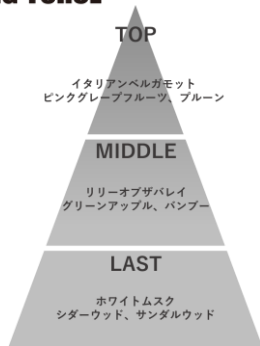 TOP
イタリアンベルガモット
ピンクグレープフルーツ、プルーン
MIDDLE
リリーオブザバレイ
グリーンアップル、バンブー
LAST
ホワイトムスク
シダーウッド、サンダルウッド